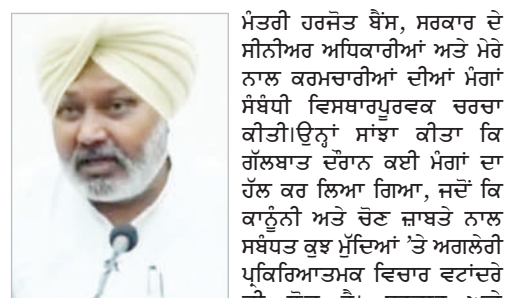 ਮੰਤਰੀ ਹਰਜੋਤ ਬੈਂਸ, ਸਰਕਾਰ ਦੇ
ਸੀਨੀਅਰ ਅਧਿਕਾਰੀਆਂ ਅਤੇ ਮੇਰੇ
ਨਾਲ ਕਰਮਚਾਰੀਆਂ ਦੀਆਂ ਮੰਗਾਂ
ਸੰਬੰਧੀ ਵਿਸਥਾਰਪੂਰਵਕ ਚਰਚਾ
ਕੀਤੀ।ਉਨ੍ਹਾਂ ਸਾਂਝਾ ਕੀਤਾ ਕਿ
ਗੱਲਬਾਤ ਦੌਰਾਨ ਕਈ ਮੰਗਾਂ ਦਾ
ਹੱਲ ਕਰ ਲਿਆ ਗਿਆ, ਜਦੋਂ ਕਿ
ਕਾਨੂੰਨੀ ਅਤੇ ਚੋਣ ਜ਼ਾਬਤੇ ਨਾਲ
ਸਬੰਧਤ ਕੁਝ ਮੁੱਦਿਆਂ ’ਤੇ ਅਗਲੇਰੀ
ਪ੍ਰਕਿਰਿਆਤਮਕ ਵਿਚਾਰ ਵਟਾਂਦਰੇ